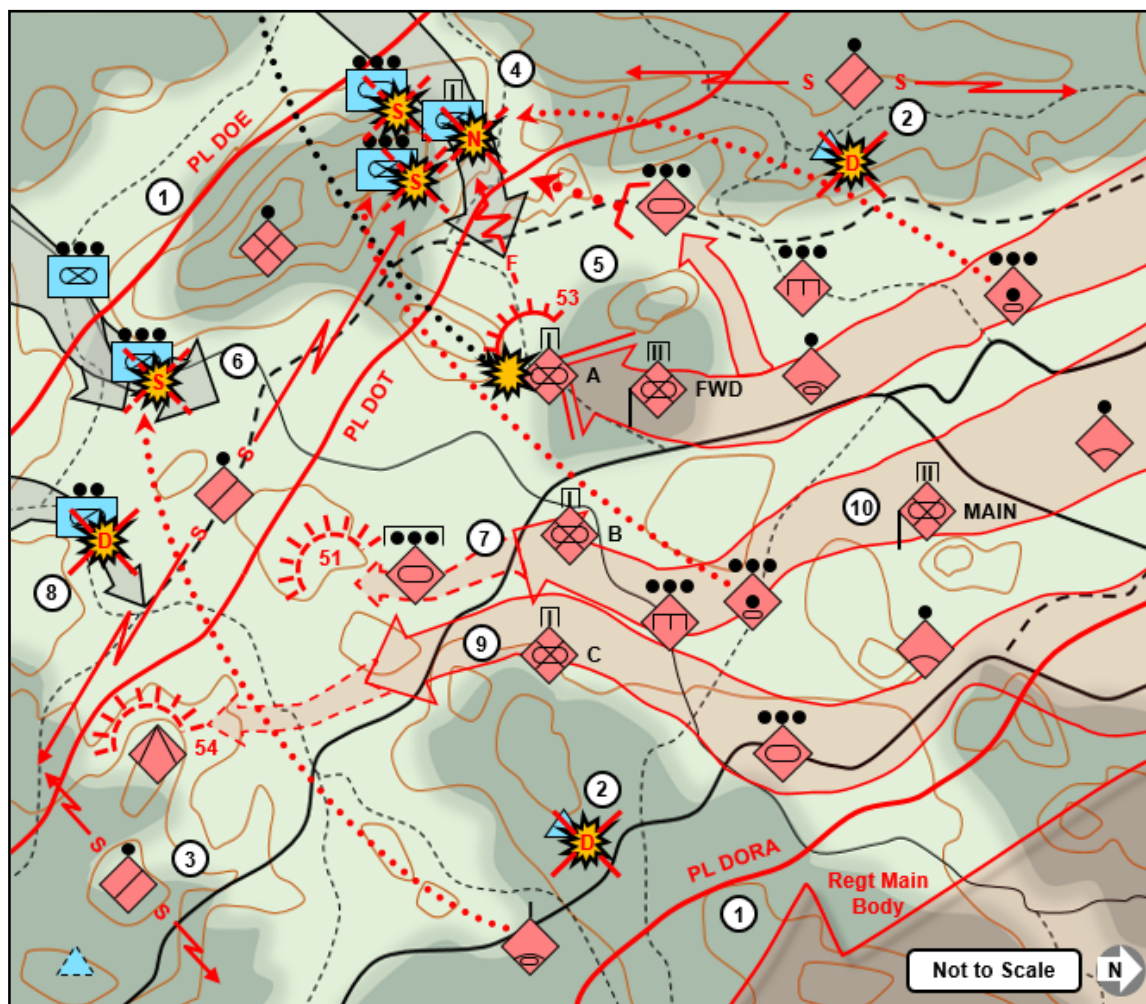 4
S
S
2
PL DOE
S
N
D
1
S
5
F
53
A
FWD
6
S
PL DOT
S
10
MAIN
B
7
51
D
S
8
9
C
54
2
D
3
S
S
PL DORA
1
Regt Main
Body
Not to Scale
N